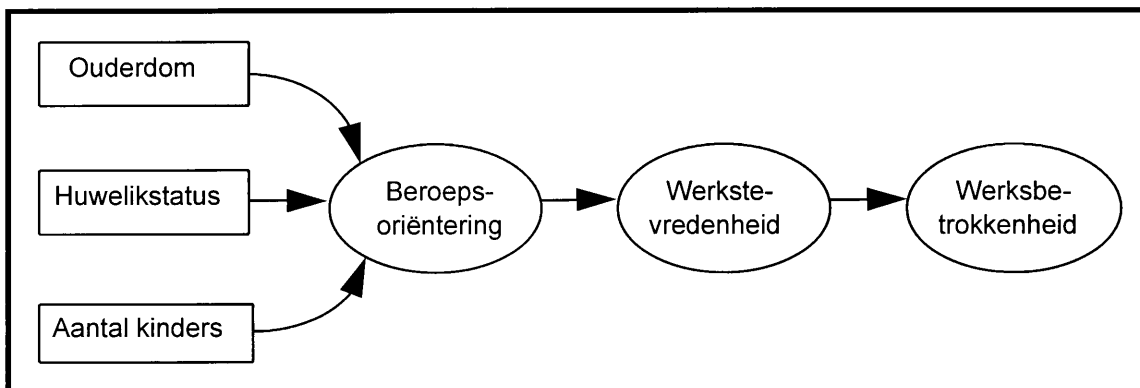 Ouderdom
Huwelikstatus
Aantal kinders
Beroeps-
oriëntering
Werkste-
vredenheid
Werksbe-
trokkenheid